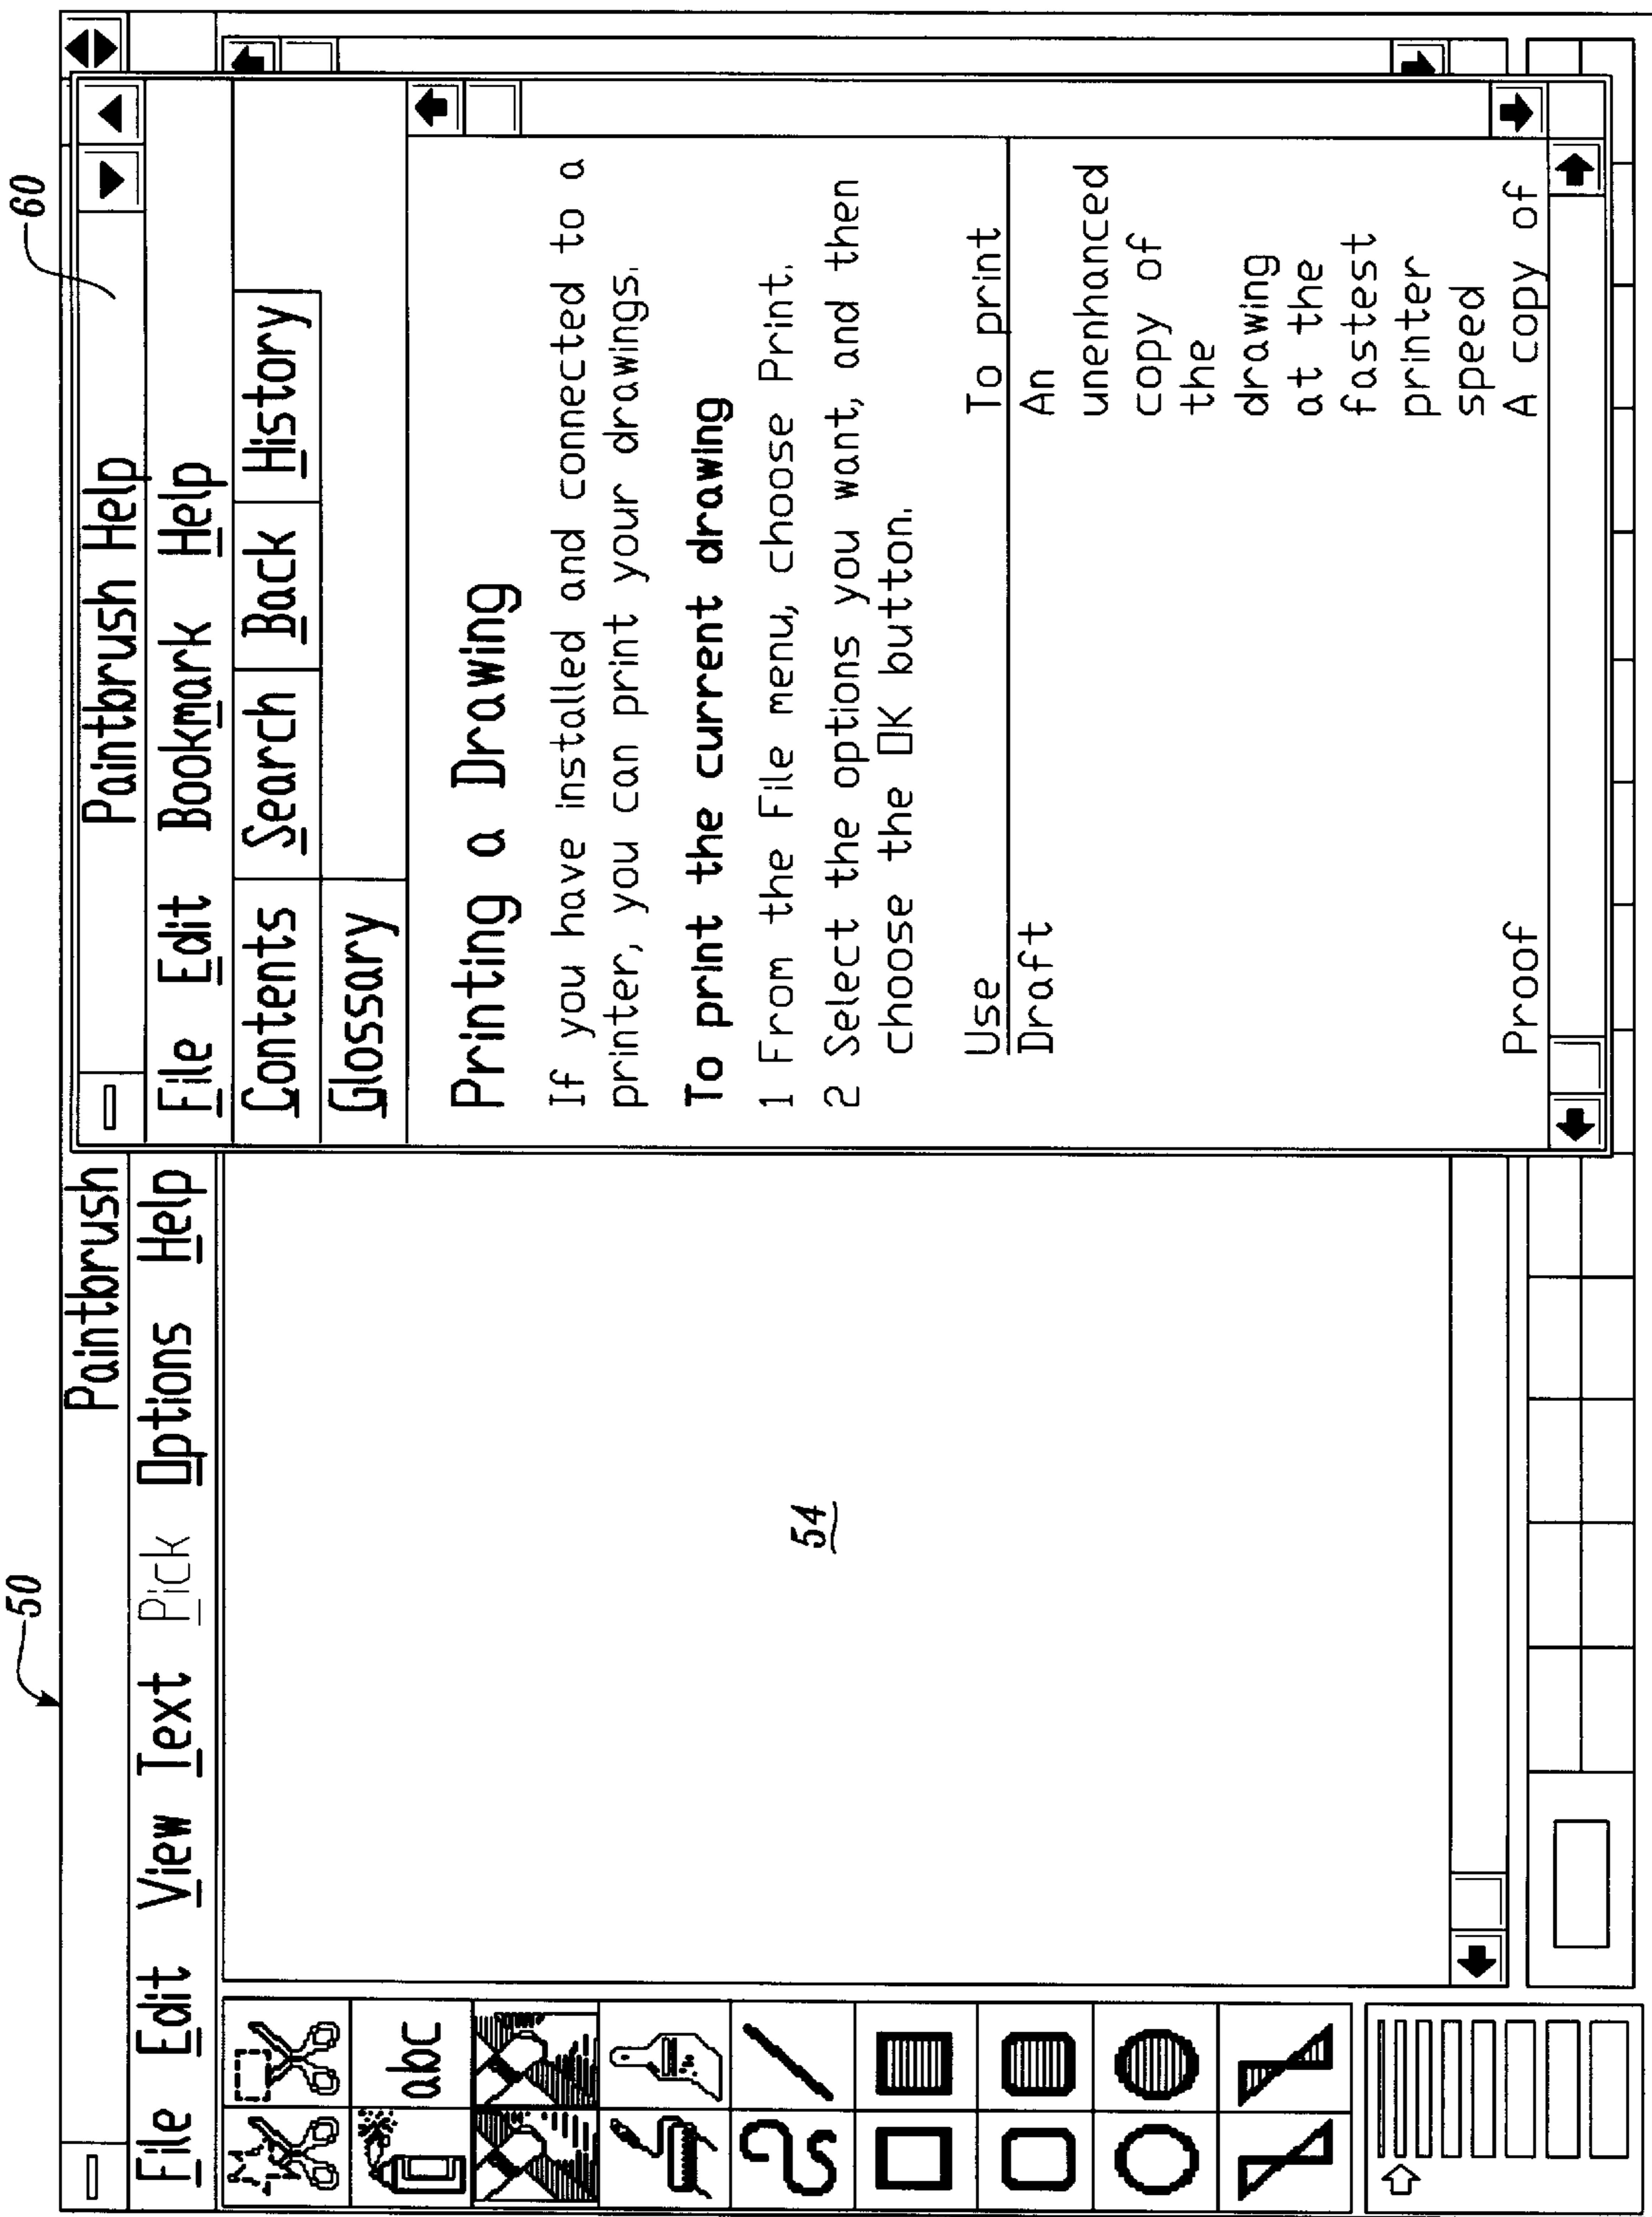 50
60
Paintbrush
File Edit View Text Pick Options Help
abc
54
Paintbrush Help
File Edit Bookmark Help
Contents Search Back History
Glossary
Printing a Drawing
If you have installed and connected to a
printer, you can print your drawings.
To print the current drawing
1 From the File menu, choose Print.
2 Select the options you want, and then
choose the OK button.
Use To print
Draft An
unenhanced
copy of
the
drawing
at the
fastest
printer
speed
Proof A copy of